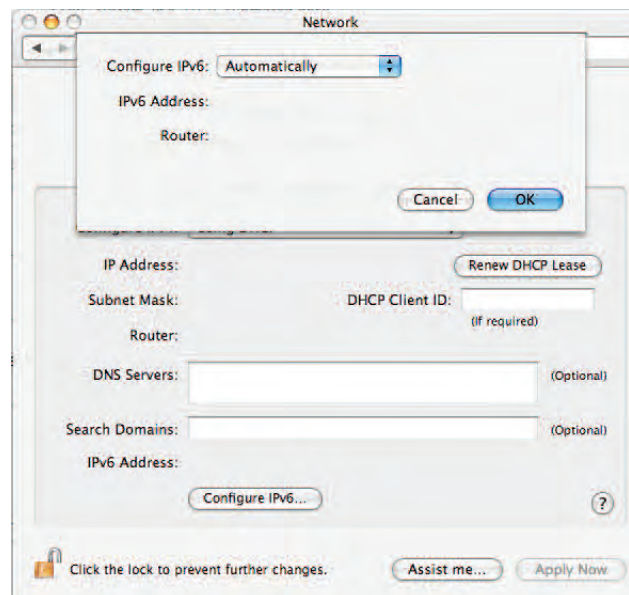 Network
Configure IPv6: Automatically
IPv6 Address:
Router:
Cancel OK
IP Address: Renew DHCP Lease
Subnet Mask: DHCP Client ID:
(If required)
Router:
DNS Servers: (Optional)
Search Domains: (Optional)
IPv6 Address:
Configure IPv6...
?
Click the lock to prevent further changes. Assist me... Apply Now